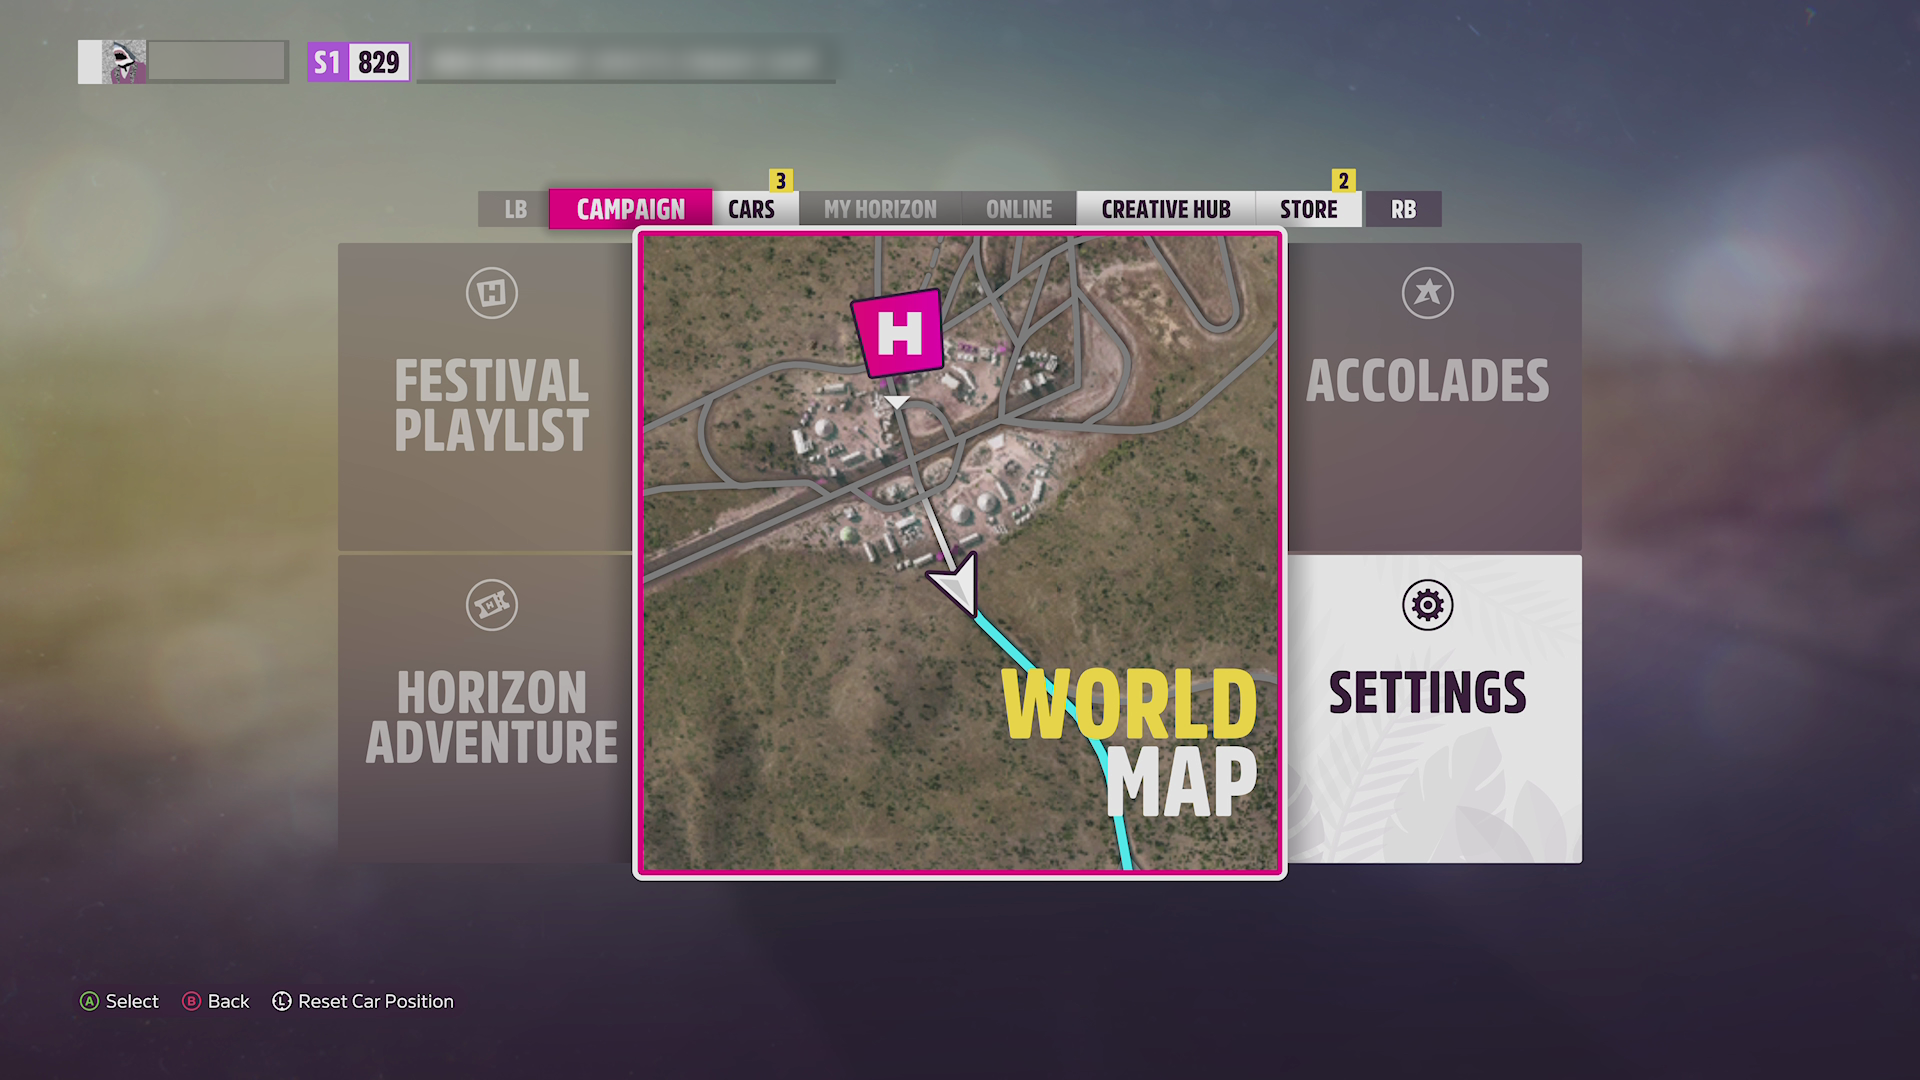 S1 829
3
2
LB CAMPAIGN CARS MY HORIZON ONLINE CREATIVE HUB STORE RB
H
FESTIVAL
PLAYLIST
HORIZON
ADVENTURE
H
WORLD
MAP
ACCOLADES
SETTINGS
A Select B Back L Reset Car Position